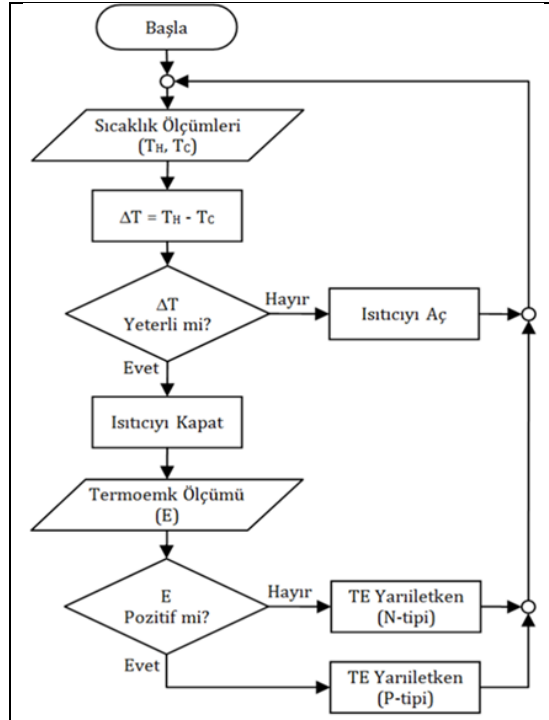 Başla
Sıcaklık Ölçümleri
(TH, TC)
ΔT = TH - TC
ΔT
Yeterli mi?
Hayır
Isıtıcıyı Aç
Evet
Isıtıcıyı Kapat
Termoemk Ölçümü
(E)
E
Pozitif mi?
Hayır
TE Yarıiletken
(N-tipi)
Evet
TE Yarıiletken
(P-tipi)